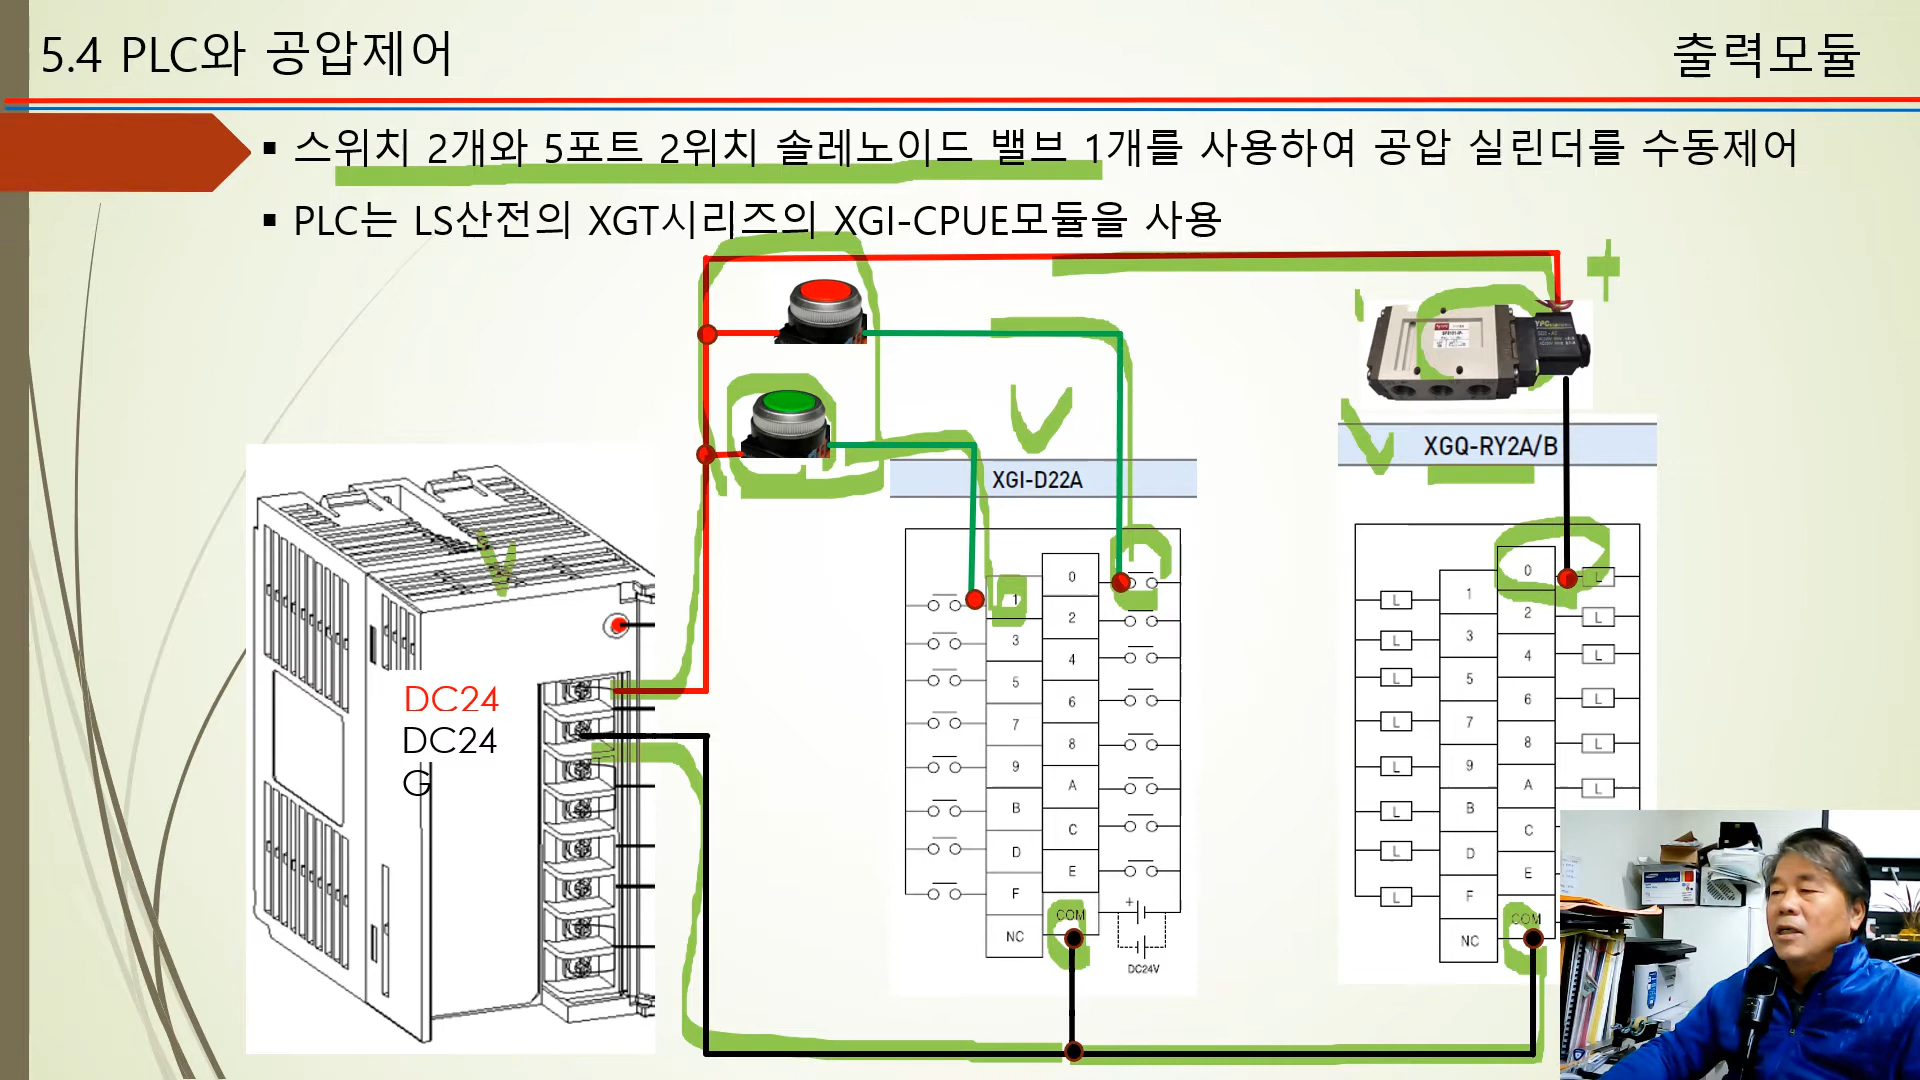 5.4 PLC와 공압제어
출력모듈
▪ 스위치 2개와 5포트 2위치 솔레노이드 밸브 1개를 사용하여 공압 실린더를 수동제어
▪ PLC는 LS산전의 XGT시리즈의 XGI-CPUE모듈을 사용
DC24
DC24
G
XGI-D22A
0
1
2
3
4
5
6
7
8
9
A
B
C
D
E
F
COM
NC
+
DC24V
YPC
XGQ-RY2A/B
0
1
2
3
4
5
6
7
8
9
A
B
C
D
E
F
COM
NC
L
L
L
L
L
L
L
L
L
L
L
L
L
L